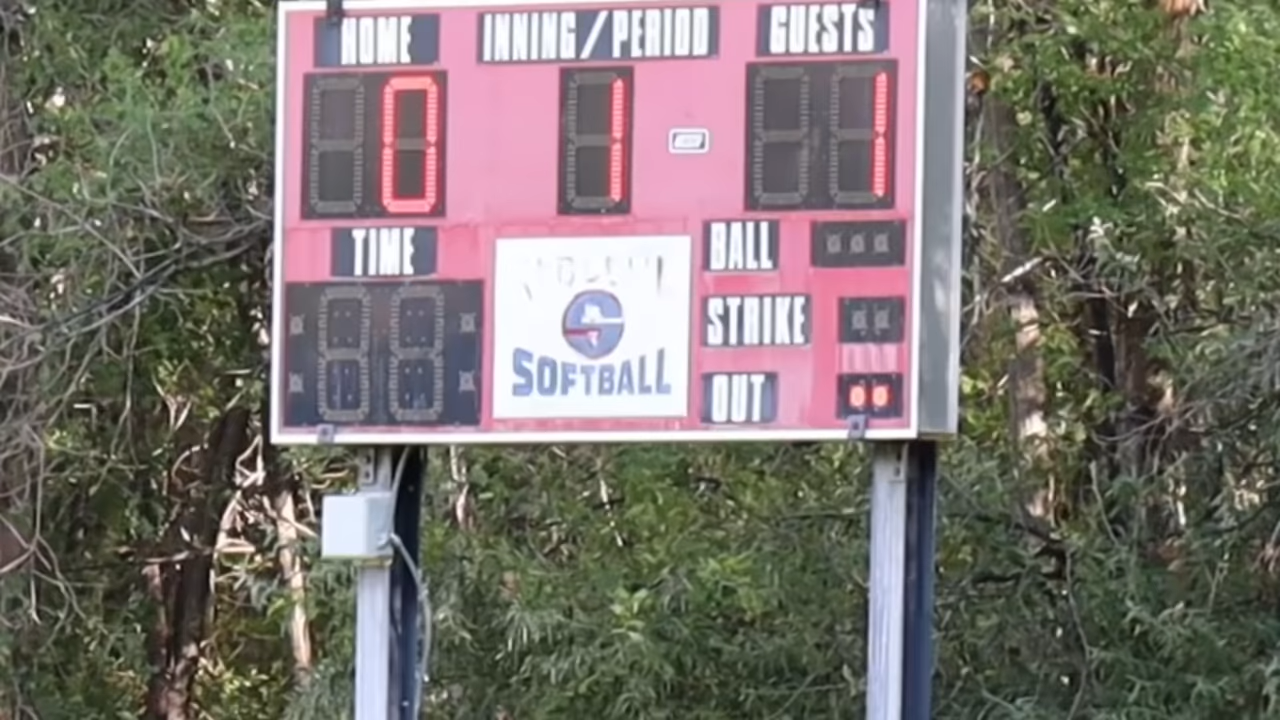 HOME INNING/PERIOD GUESTS
0 1 1
TIME
BALL
STRIKE
OUT
SOFTBALL